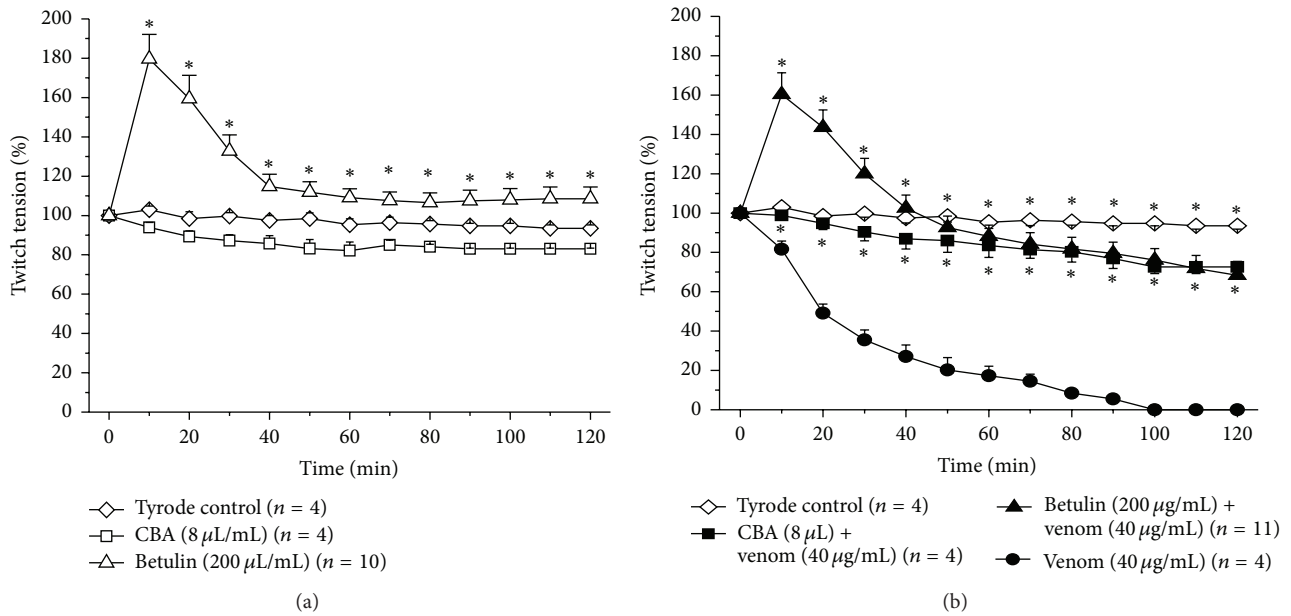 200
180
160
140
120
100
80
60
40
20
0
Twitch tension (%)
* * * * * * * * * * * *
0 20 40 60 80 100 120
Time (min)
Tyrode control (n = 4)
CBA (8 μL/mL) (n = 4)
Betulin (200 μL/mL) (n = 10)
(a)
200
180
160
140
120
100
80
60
40
20
0
Twitch tension (%)
* * * * * * * * * * * *
* * * * * * * * * * * *
0 20 40 60 80 100 120
Time (min)
Tyrode control (n = 4)
CBA (8 μL) +
venom (40 μg/mL) (n = 4)
Betulin (200 μg/mL) +
venom (40 μg/mL) (n = 11)
Venom (40 μg/mL) (n = 4)
(b)